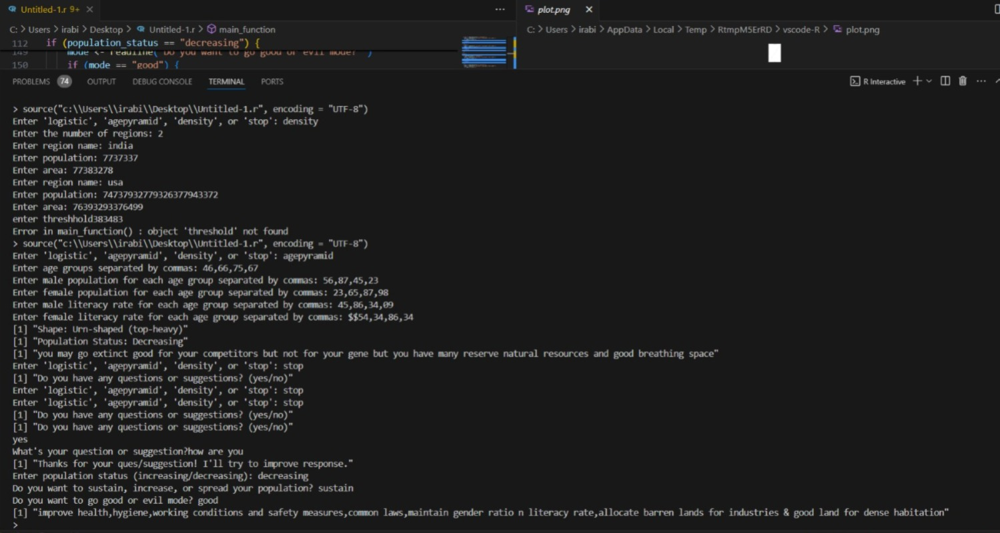 Untitled-1.r 9+
plot.png
C: > Users > irabi > Desktop > Untitled-1.r > main_function
C: > Users > irabi > AppData > Local > Temp > RtmpM5ErRD > vscode-R > plot.png
112 if (population_status == "decreasing") {
149 mode <- readline("Do you want to go good or evil mode? ")
150 if (mode == "good") {
PROBLEMS 74 OUTPUT DEBUG CONSOLE TERMINAL PORTS
R Interactive
> source("c:\\Users\\irabi\\Desktop\\Untitled-1.r", encoding = "UTF-8")
Enter 'logistic', 'agepyramid', 'density', or 'stop': density
Enter the number of regions: 2
Enter region name: india
Enter population: 7737337
Enter area: 77383278
Enter region name: usa
Enter population: 74737932779326377943372
Enter area: 76393293376499
enter threshhold383483
Error in main_function() : object 'threshold' not found
> source("c:\\Users\\irabi\\Desktop\\Untitled-1.r", encoding = "UTF-8")
Enter 'logistic', 'agepyramid', 'density', or 'stop': agepyramid
Enter age groups separated by commas: 46,66,75,67
Enter male population for each age group separated by commas: 56,87,45,23
Enter female population for each age group separated by commas: 23,65,87,98
Enter male literacy rate for each age group separated by commas: 45,86,34,09
Enter female literacy rate for each age group separated by commas: $$54,34,86,34
[1] "Shape: Urn-shaped (top-heavy)"
[1] "Population Status: Decreasing"
[1] "you may go extinct good for your competitors but not for your gene but you have many reserve natural resources and good breathing space"
Enter 'logistic', 'agepyramid', 'density', or 'stop': stop
[1] "Do you have any questions or suggestions? (yes/no)"
Enter 'logistic', 'agepyramid', 'density', or 'stop': stop
Enter 'logistic', 'agepyramid', 'density', or 'stop': stop
[1] "Do you have any questions or suggestions? (yes/no)"
[1] "Do you have any questions or suggestions? (yes/no)"
yes
What's your question or suggestion?how are you
[1] "Thanks for your ques/suggestion! I'll try to improve response."
Enter population status (increasing/decreasing): decreasing
Do you want to sustain, increase, or spread your population? sustain
Do you want to go good or evil mode? good
[1] "improve health,hygiene,working conditions and safety measures,common laws,maintain gender ratio n literacy rate,allocate barren lands for industries & good land for dense habitation"
>